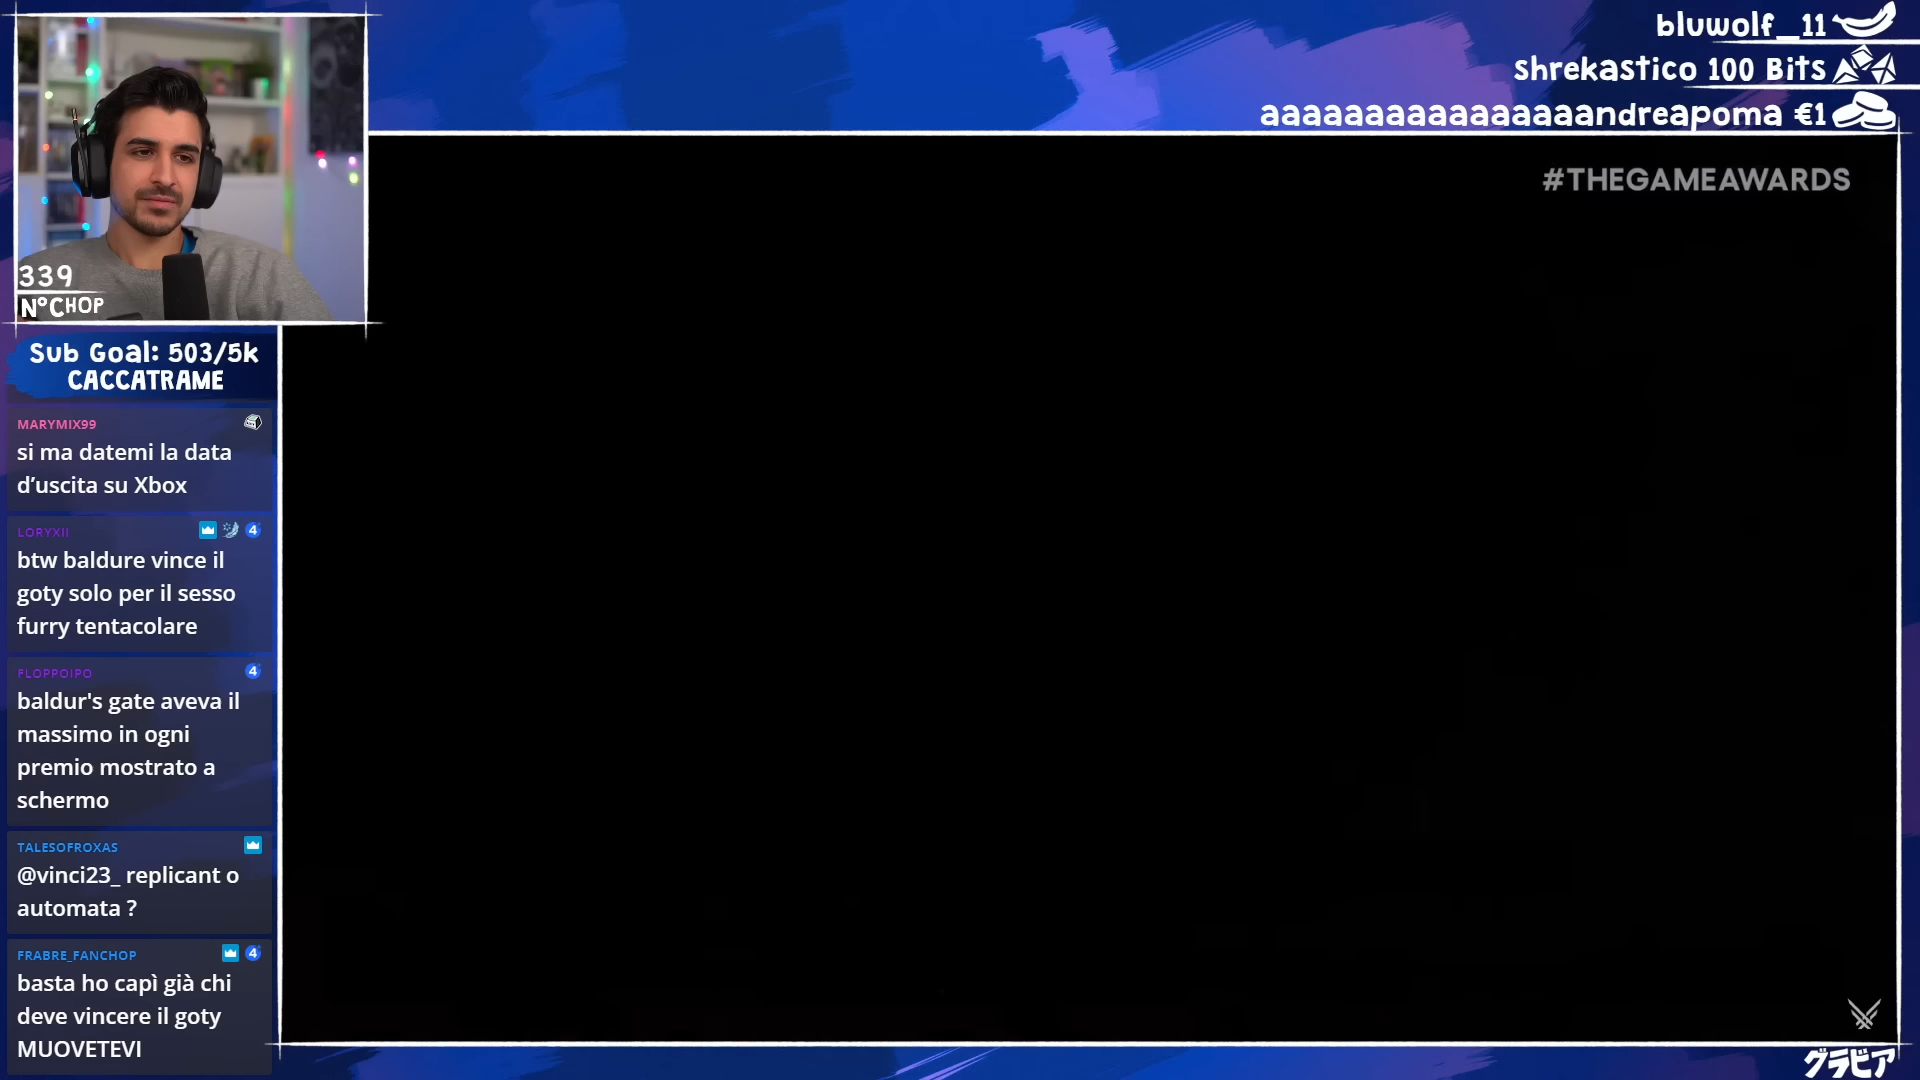 bluwolf_11
shrekastico 100 Bits
aaaaaaaaaaaaaaaandreapoma €1
#THEGAMEAWARDS
339
N°CHOP
Sub Goal: 503/5k
CACCATRAME
MARYMIX99
si ma datemi la data
d’uscita su Xbox
LORYXII
4
btw baldure vince il
goty solo per il sesso
furry tentacolare
FLOPPOIPO
4
baldur's gate aveva il
massimo in ogni
premio mostrato a
schermo
TALESOFROXAS
@vinci23_ replicant o
automata ?
FRABRE_FANCHOP
4
basta ho capì già chi
deve vincere il goty
MUOVETEVI
グラビア